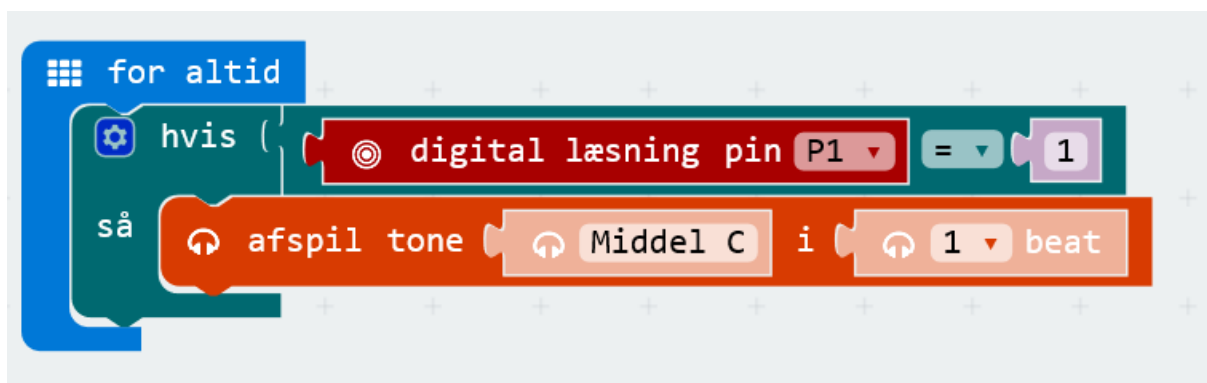 for altid
hvis ( digital læsning pin P1 = 1
så afspil tone Middel C i 1 beat